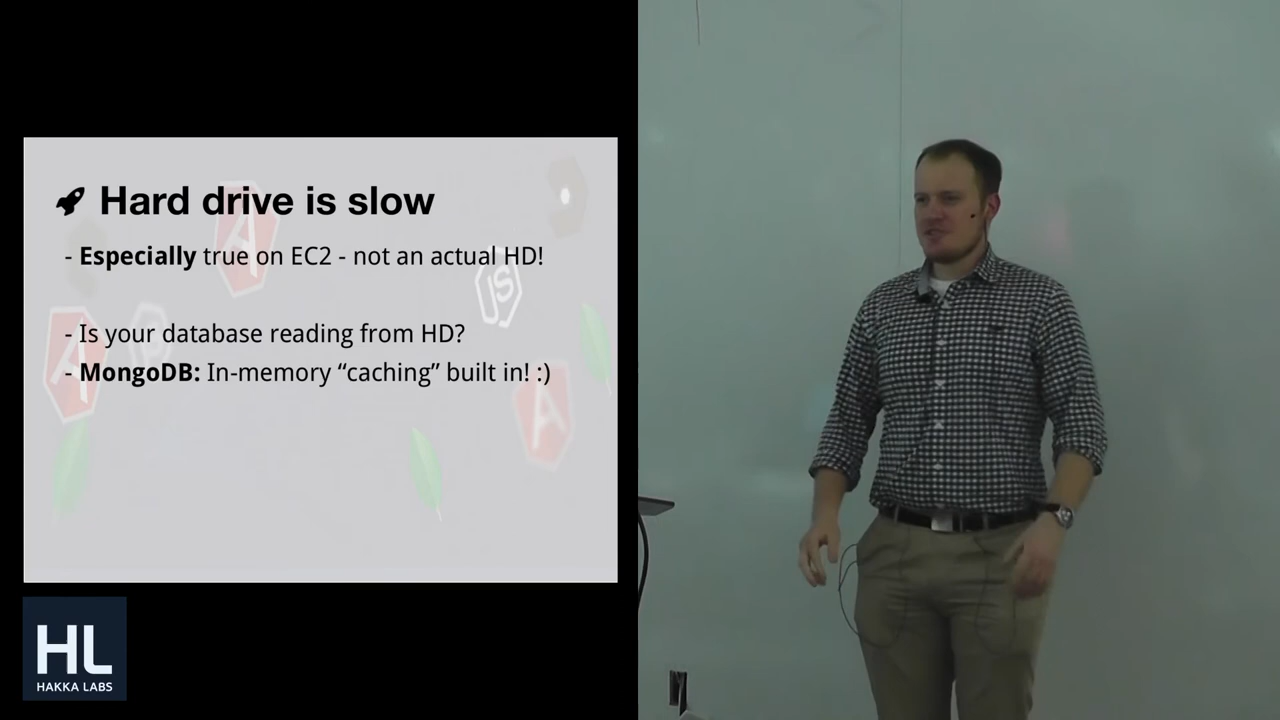 Hard drive is slow
- Especially true on EC2 - not an actual HD!
- Is your database reading from HD?
- MongoDB: In-memory “caching” built in! :)
HL
HAKKA LABS